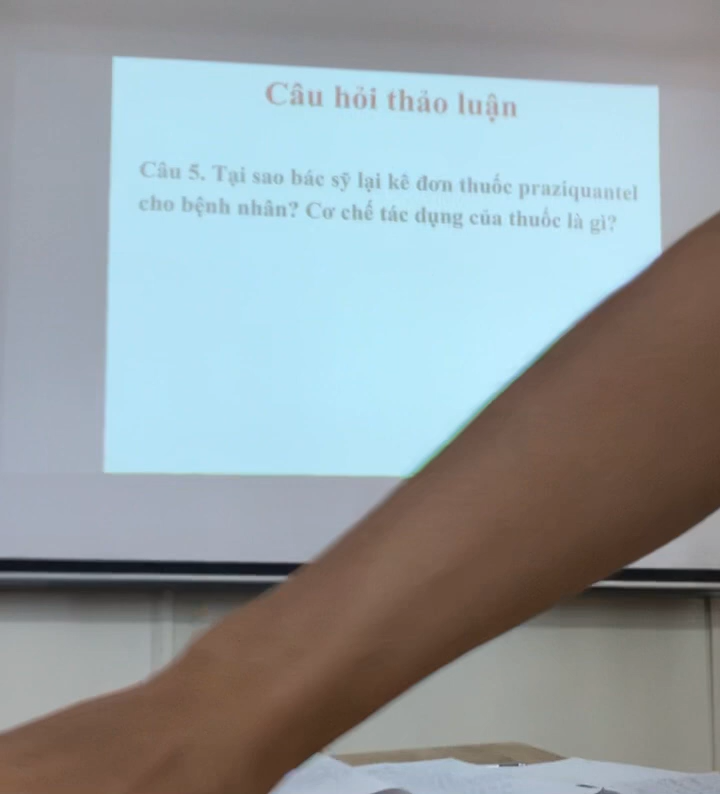 Câu hỏi thảo luận
Câu 5. Tại sao bác sỹ lại kê đơn thuốc praziquantel
cho bệnh nhân? Cơ chế tác dụng của thuốc là gì?